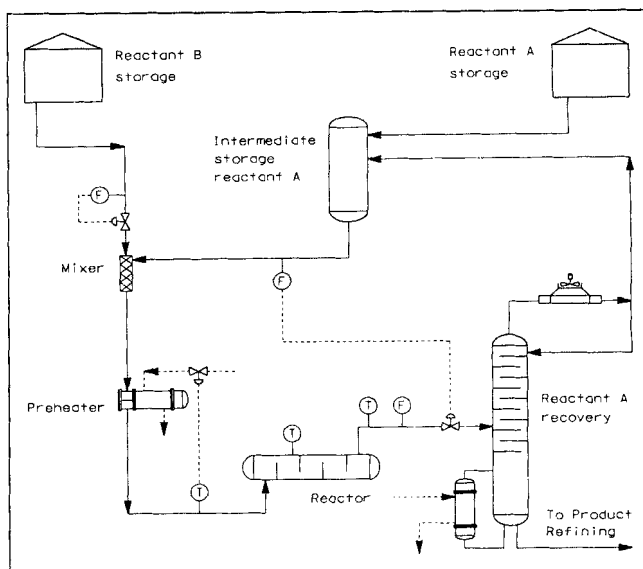 Reactant B
storage
Reactant A
storage
Intermediate
storage
reactant A
F
Mixer
F
Preheater
T
T
T
F
Reactor
Reactant A
recovery
To Product
Refining